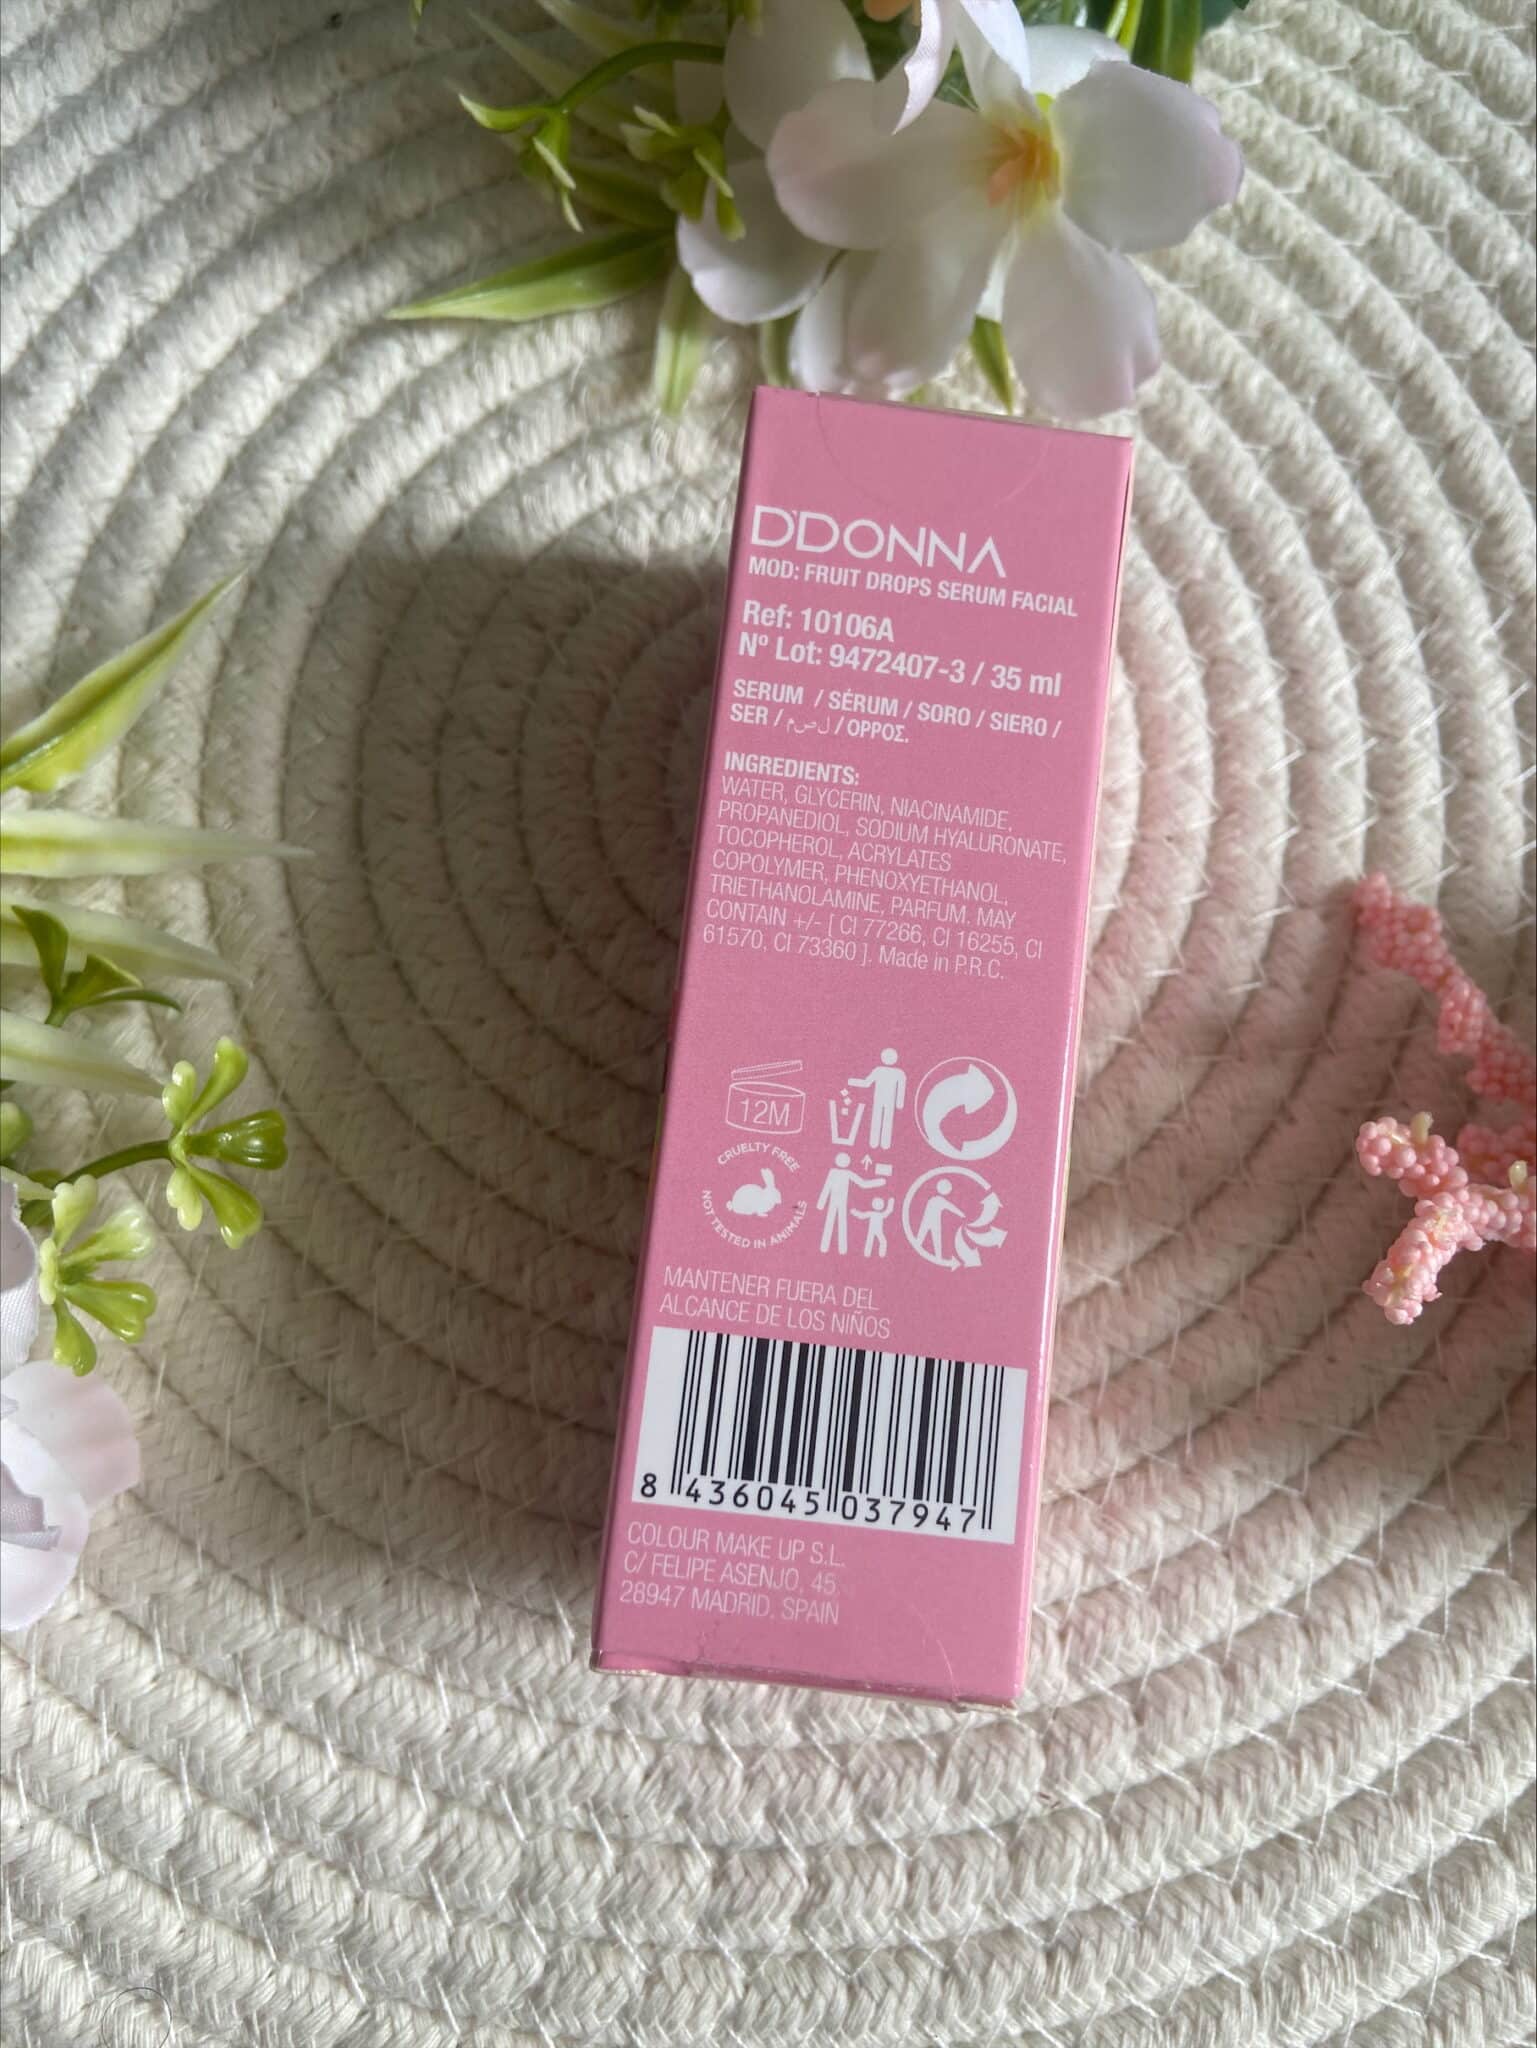 D'DONNA
MOD: FRUIT DROPS SERUM FACIAL
Ref: 10106A
Nº Lot: 9472407-3 / 35 ml
SERUM / SÉRUM / SORO / SIERO /
SER / ل ص م / ΟΡΡΟΣ.
INGREDIENTS:
WATER, GLYCERIN, NIACINAMIDE,
PROPANEDIOL, SODIUM HYALURONATE,
TOCOPHEROL, ACRYLATES
COPOLYMER, PHENOXYETHANOL,
TRIETHANOLAMINE, PARFUM. MAY
CONTAIN +/- [ CI 77266, CI 16255, CI
61570, CI 73360 ]. Made in P.R.C.
12M
CRUELTY FREE
NOT TESTED IN ANIMALS
MANTENER FUERA DEL
ALCANCE DE LOS NIÑOS
8 436045 037947
COLOUR MAKE UP S.L.
C/ FELIPE ASENJO, 45.
28947 MADRID. SPAIN